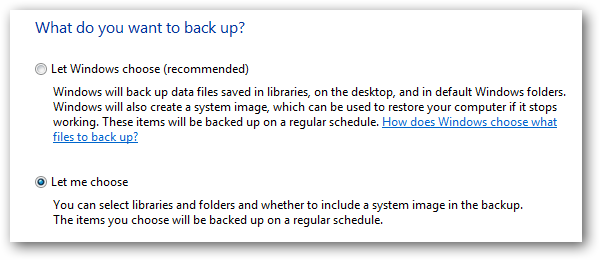 What do you want to back up?
Let Windows choose (recommended)
Windows will back up data files saved in libraries, on the desktop, and in default Windows folders.
Windows will also create a system image, which can be used to restore your computer if it stops
working. These items will be backed up on a regular schedule. How does Windows choose what
files to back up?
Let me choose
You can select libraries and folders and whether to include a system image in the backup.
The items you choose will be backed up on a regular schedule.